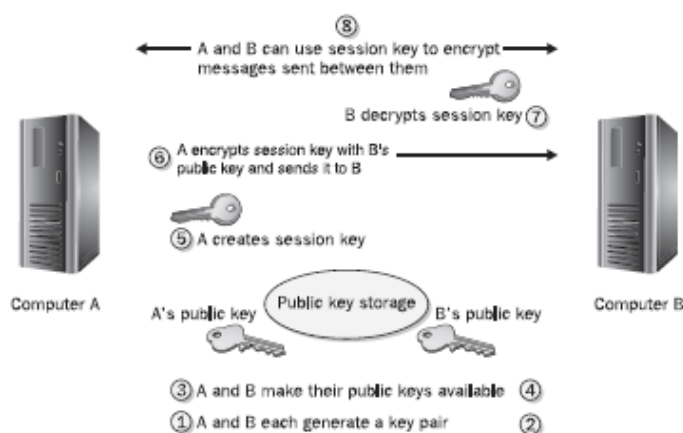 ⑧
A and B can use session key to encrypt
messages sent between them
B decrypts session key ⑦
⑥ A encrypts session key with B's
public key and sends it to B
⑤ A creates session key
Computer A
Computer B
Public key storage
A's public key
B's public key
③ A and B make their public keys available ④
① A and B each generate a key pair ②